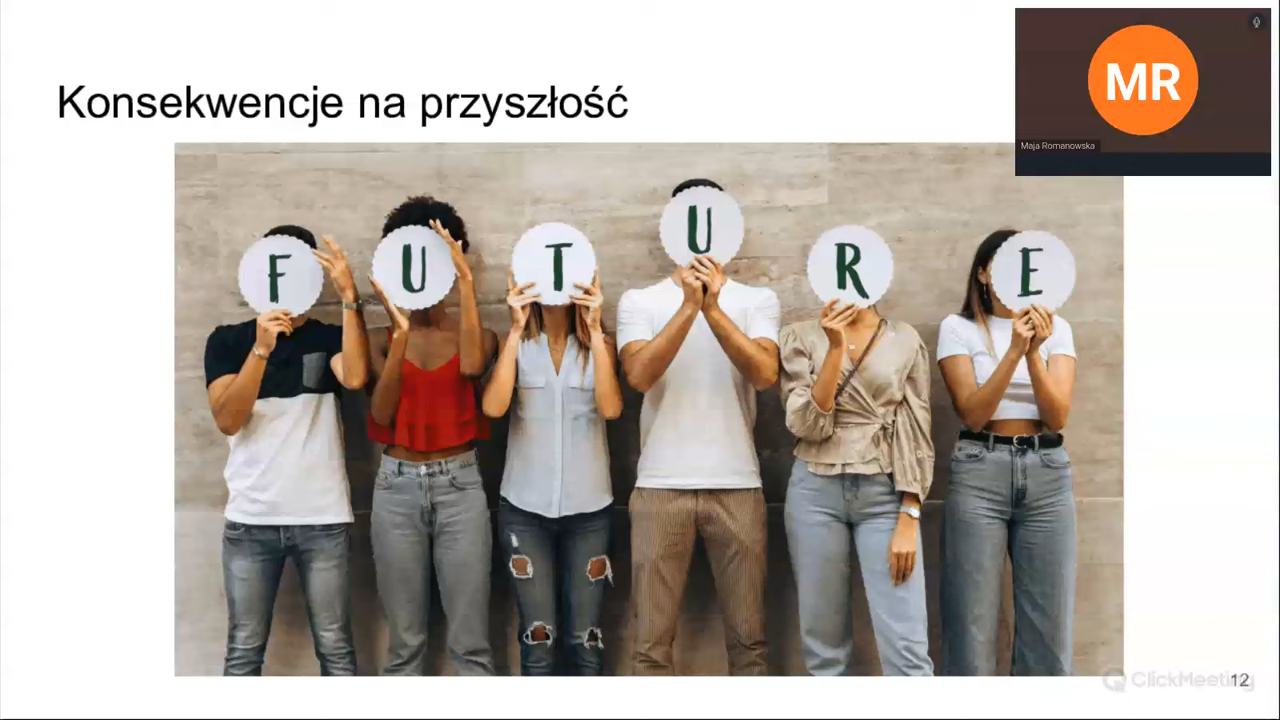 Konsekwencje na przyszłość
MR
Maja Romanowska
F U T U R E
ClickMeeting
12